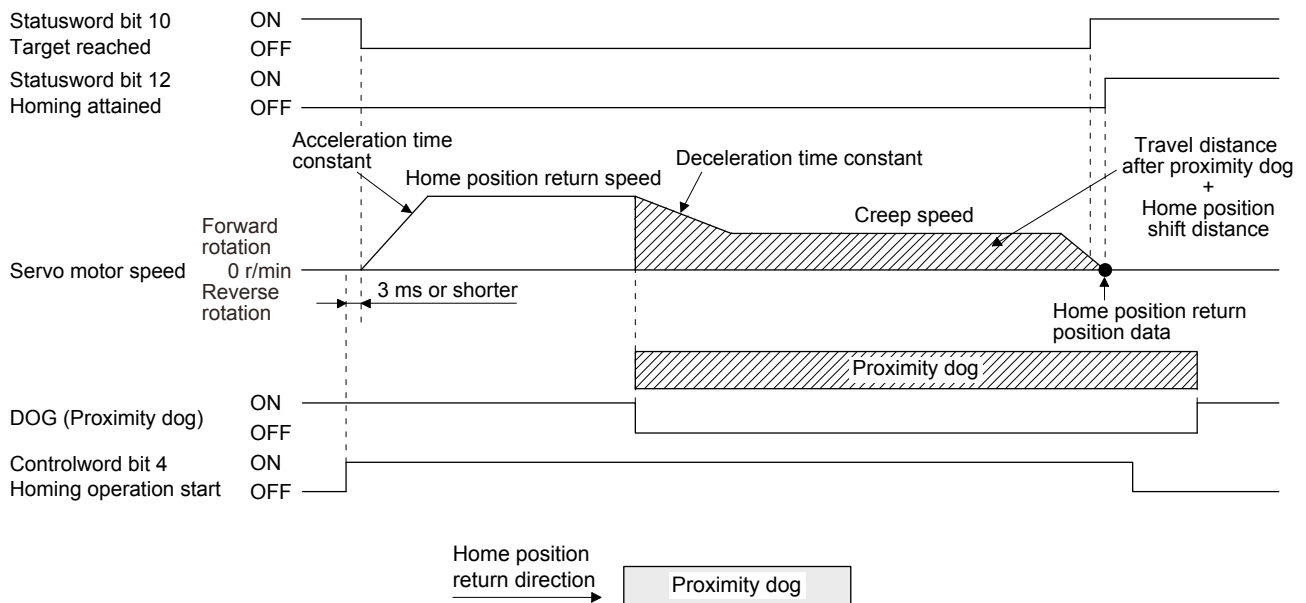 Statusword bit 10 ON
Target reached OFF
Statusword bit 12 ON
Homing attained OFF
Acceleration time
constant
Home position return speed
Deceleration time constant
Creep speed
Travel distance
after proximity dog
+
Home position
shift distance
Forward
rotation
Servo motor speed 0 r/min
Reverse
rotation
3 ms or shorter
Home position return
position data
Proximity dog
DOG (Proximity dog) ON
OFF
Controlword bit 4 ON
Homing operation start OFF
Home position
return direction
Proximity dog